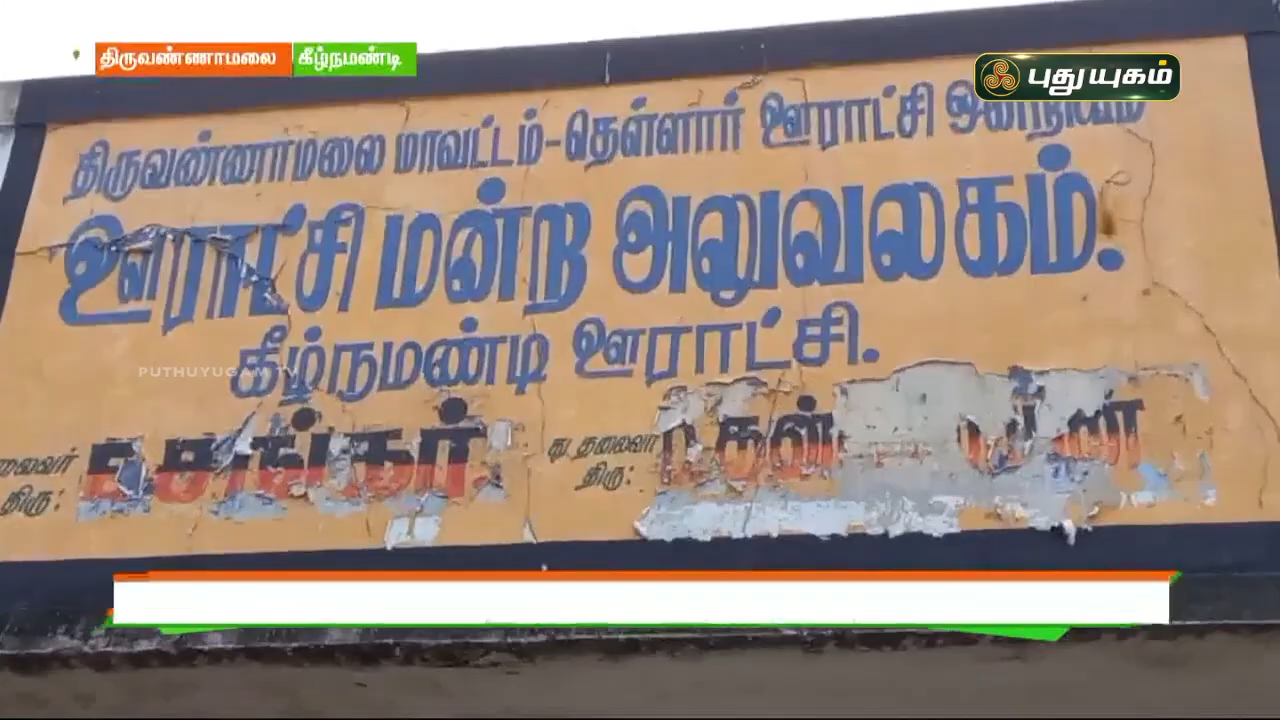 திருவண்ணாமலை கீழ்நமண்டி
புதுயுகம்
திருவண்ணாமலை மாவட்டம்-தெள்ளார் ஊராட்சி ஒன்றியம்
ஊராட்சி மன்ற அலுவலகம்.
கீழ்நமண்டி ஊராட்சி.
PUTHUYUGAM TV
து.தலைவர்
திரு:
திரு: